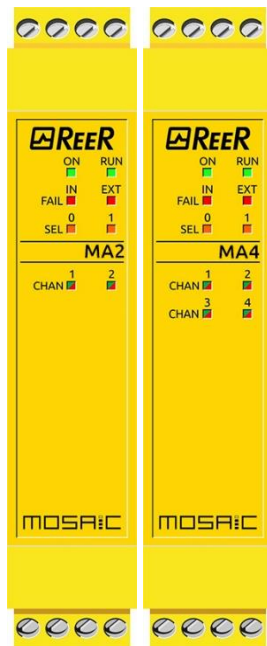 ReeR
ON RUN
IN EXT
FAIL
0 1
SEL
MA2
1 2
CHAN
MOSAIC
ReeR
ON RUN
IN EXT
FAIL
0 1
SEL
MA4
1 2
CHAN
3 4
CHAN
MOSAIC